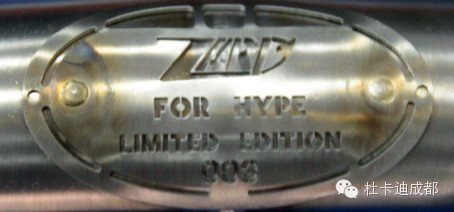 ZARD
FOR HYPE
LIMITED EDITION
003
杜卡迪成都